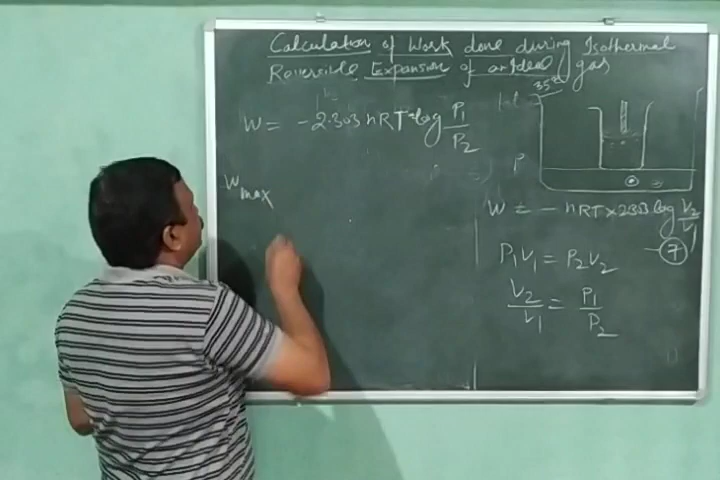 Calculation of Work done during Isothermal
Reversible Expansion of an Ideal gas
W = - 2.303 nRT log P1/P2
Wmax
35°C
P
W = - nRT × 2.303 log V2/V1
7
P1V1 = P2V2
V2/V1 = P1/P2